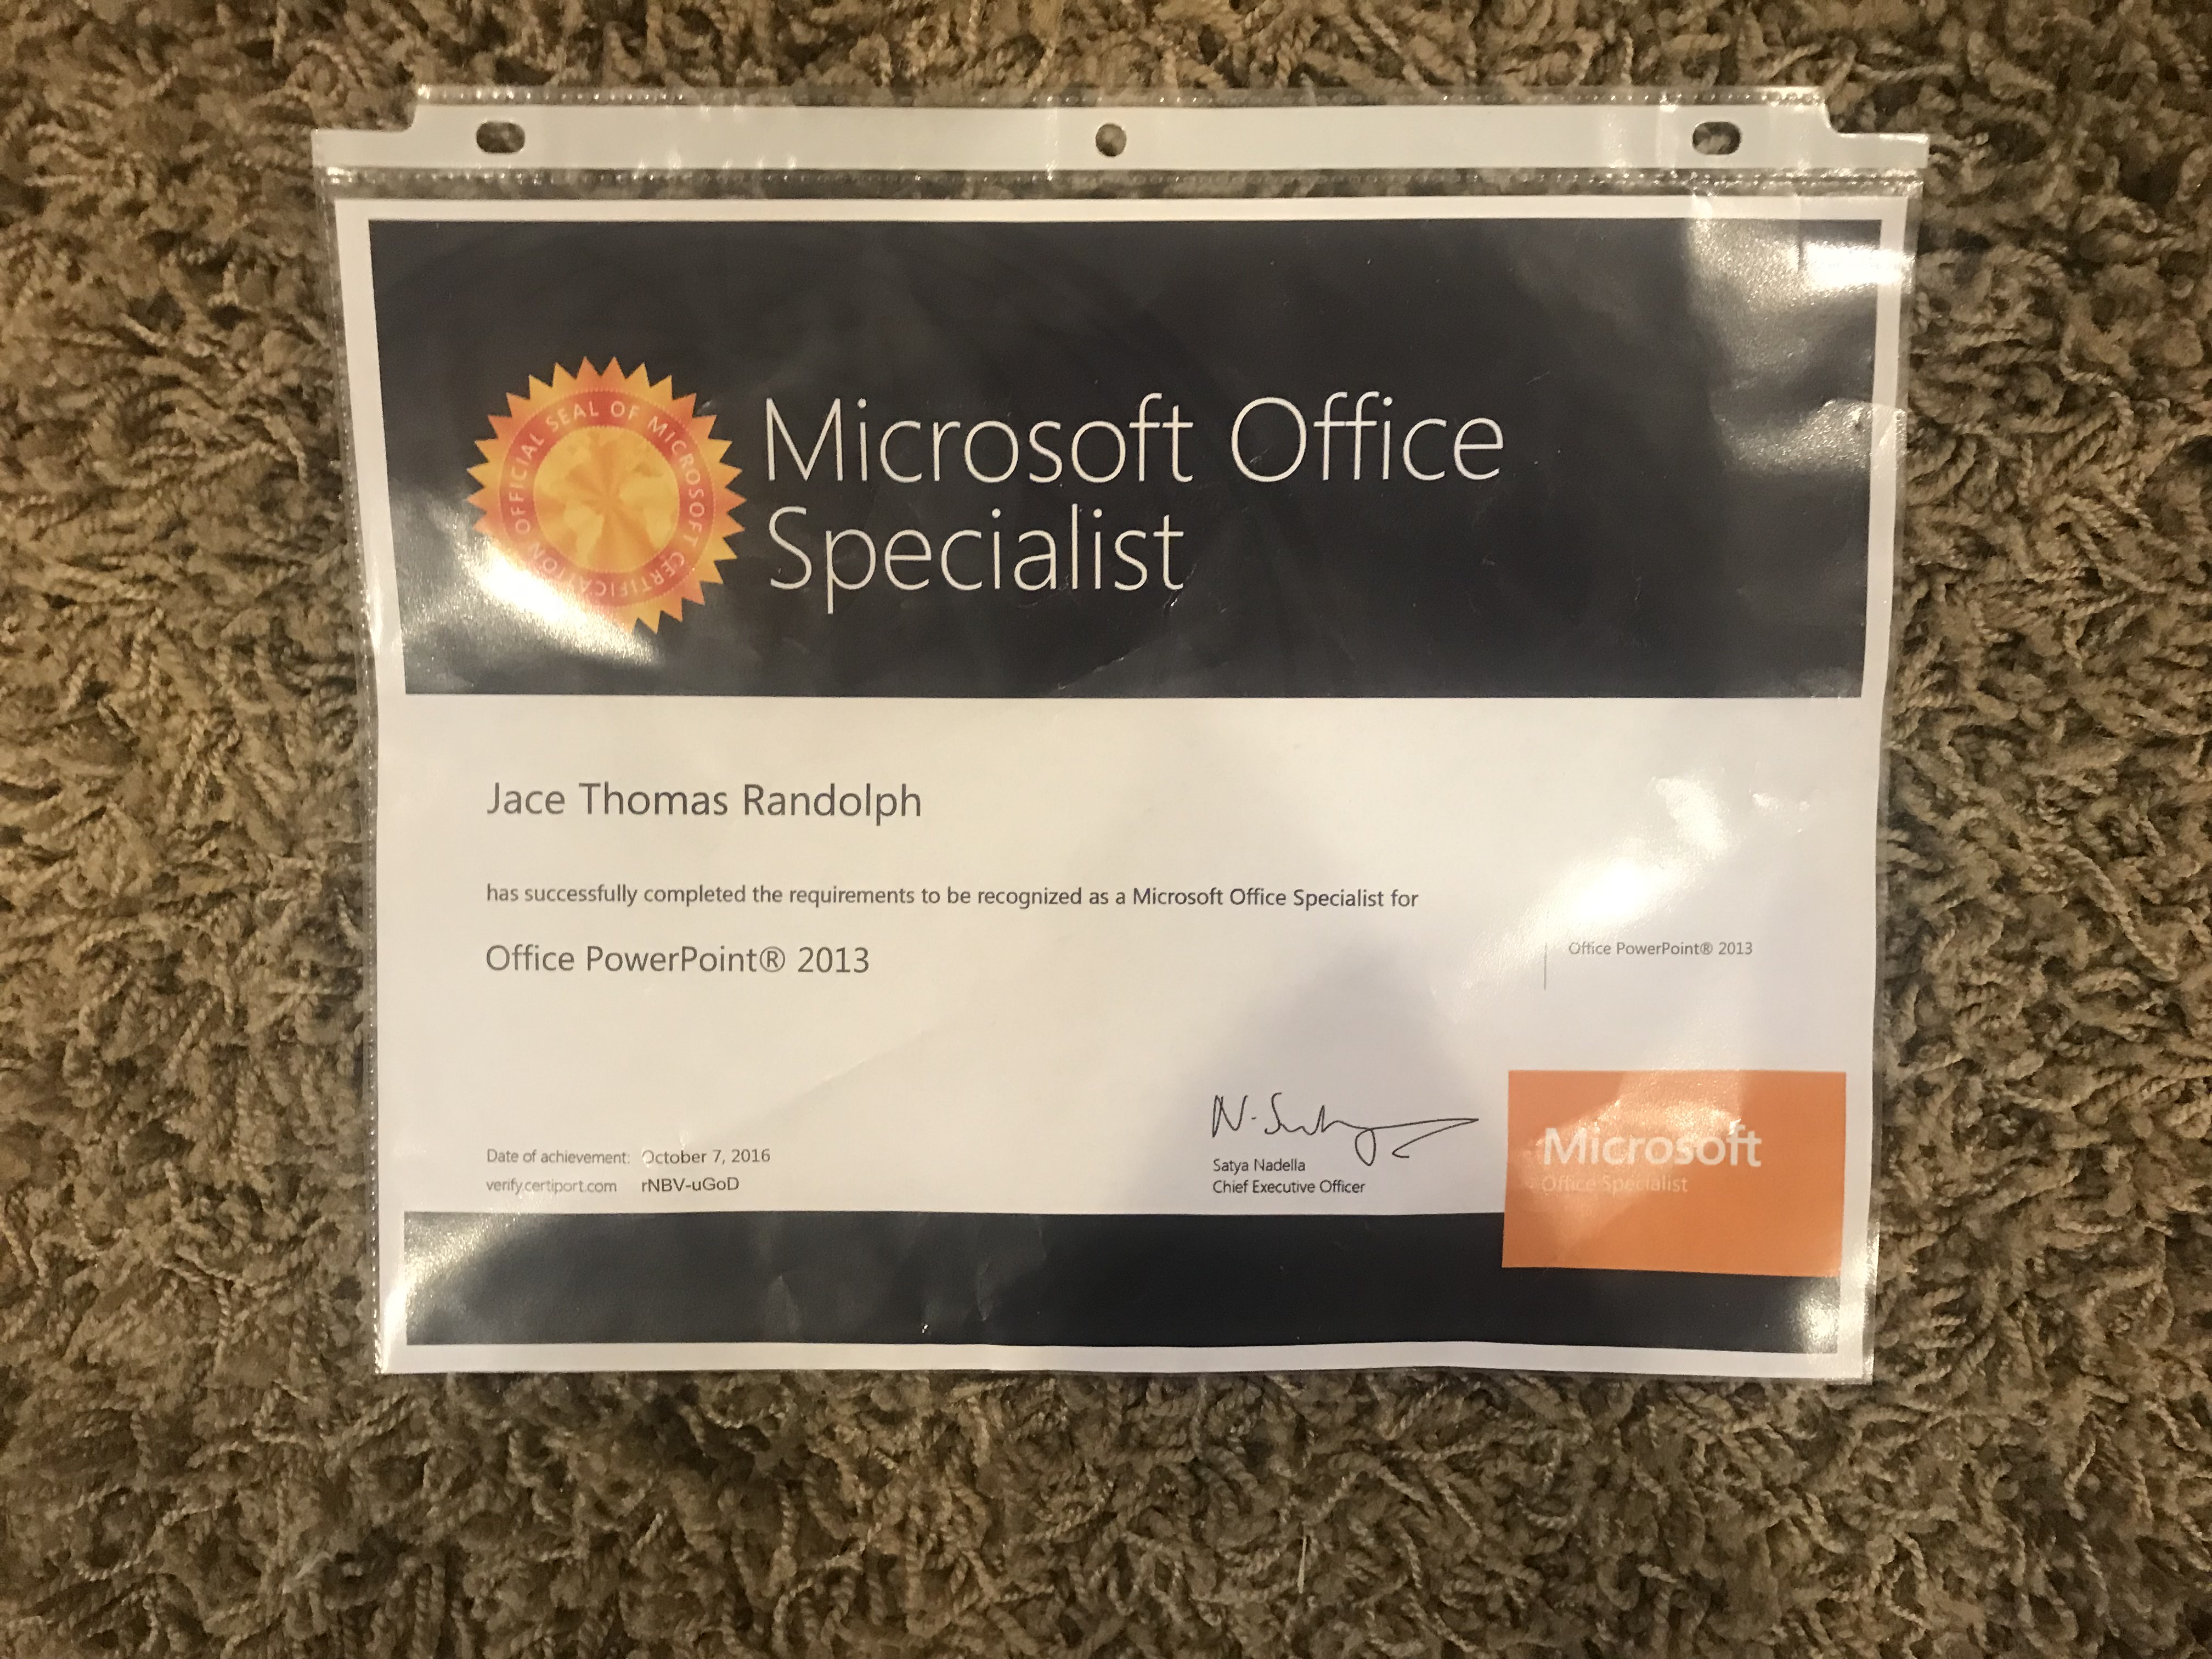 OFFICIAL SEAL OF MICROSOFT CERTIFICATION
Microsoft Office
Specialist
Jace Thomas Randolph
has successfully completed the requirements to be recognized as a Microsoft Office Specialist for
Office PowerPoint® 2013
Office PowerPoint® 2013
Date of achievement: October 7, 2016
verify.certiport.com rNBV-uGoD
N. Satya
Satya Nadella
Chief Executive Officer
Microsoft
Office Specialist